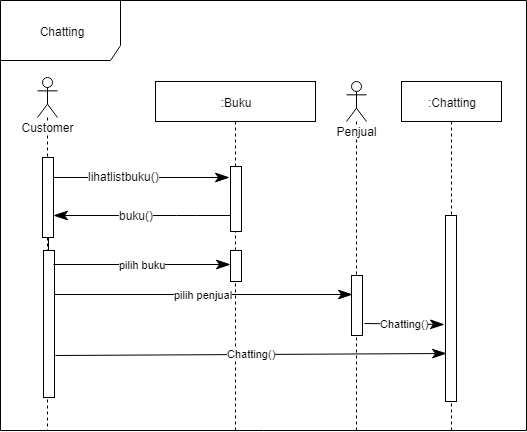 Chatting
:Buku
:Chatting
Customer
Penjual
lihatlistbuku()
buku()
pilih buku
pilih penjual
Chatting()
Chatting()